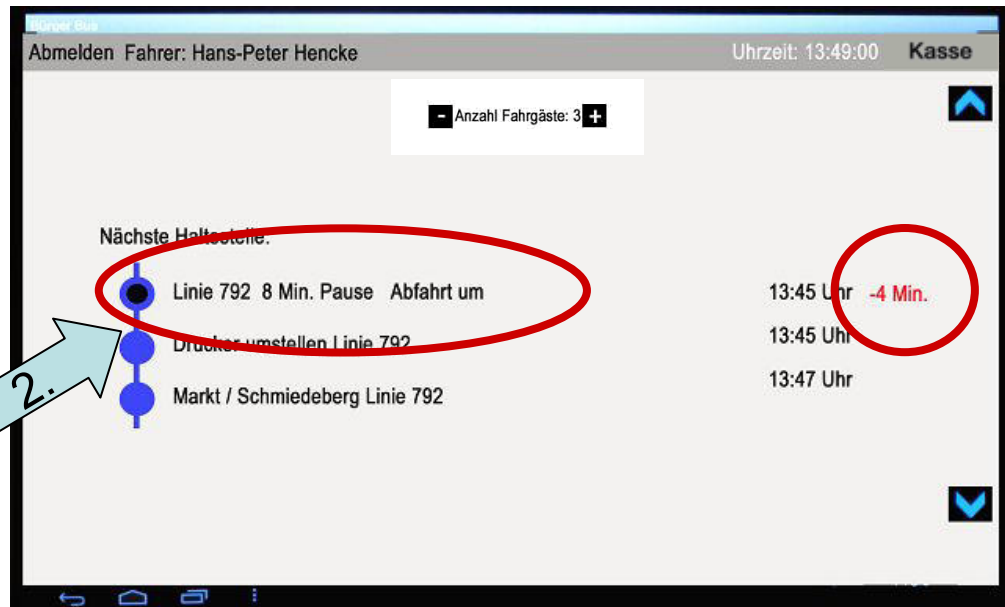 Bürger Bus
Abmelden Fahrer: Hans-Peter Hencke Uhrzeit: 13:49:00 Kasse
- Anzahl Fahrgäste: 3 +
Nächste Haltestelle:
Linie 792 8 Min. Pause Abfahrt um 13:45 Uhr -4 Min.
Drucker umstellen Linie 792 13:45 Uhr
Markt / Schmiedeberg Linie 792 13:47 Uhr
2.